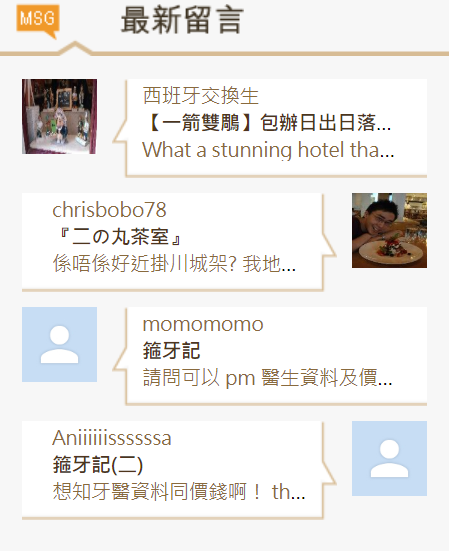 MSG
最新留言
西班牙交換生
【一箭雙鵰】包辦日出日落...
What a stunning hotel tha...
chrisbobo78
『二の丸茶室』
係唔係好近掛川城架? 我地...
momomomo
箍牙記
請問可以 pm 醫生資料及價...
Aniiiiiisssssssa
箍牙記(二)
想知牙醫資料同價錢啊！ th...